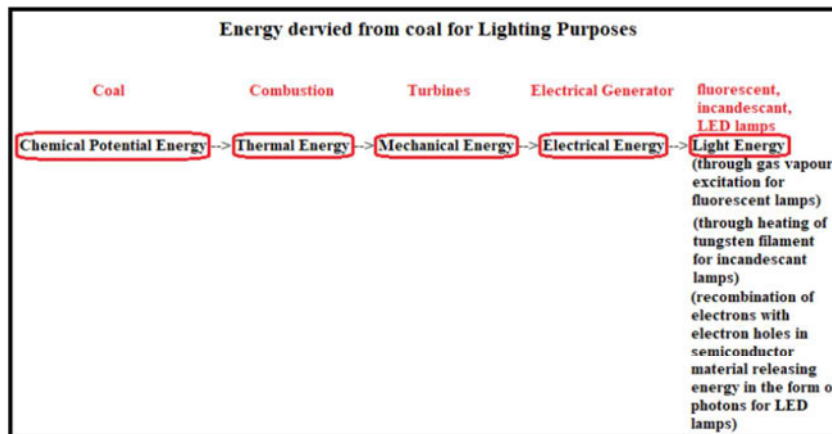 Energy dervied from coal for Lighting Purposes
Coal Combustion Turbines Electrical Generator fluorescent,
incandescant,
LED lamps
Chemical Potential Energy --> Thermal Energy --> Mechanical Energy --> Electrical Energy --> Light Energy
(through gas vapour
excitation for
fluorescent lamps)
(through heating of
tungsten filament
for incandescant
lamps)
(recombination of
electrons with
electron holes in
semiconductor
material releasing
energy in the form o
photons for LED
lamps)